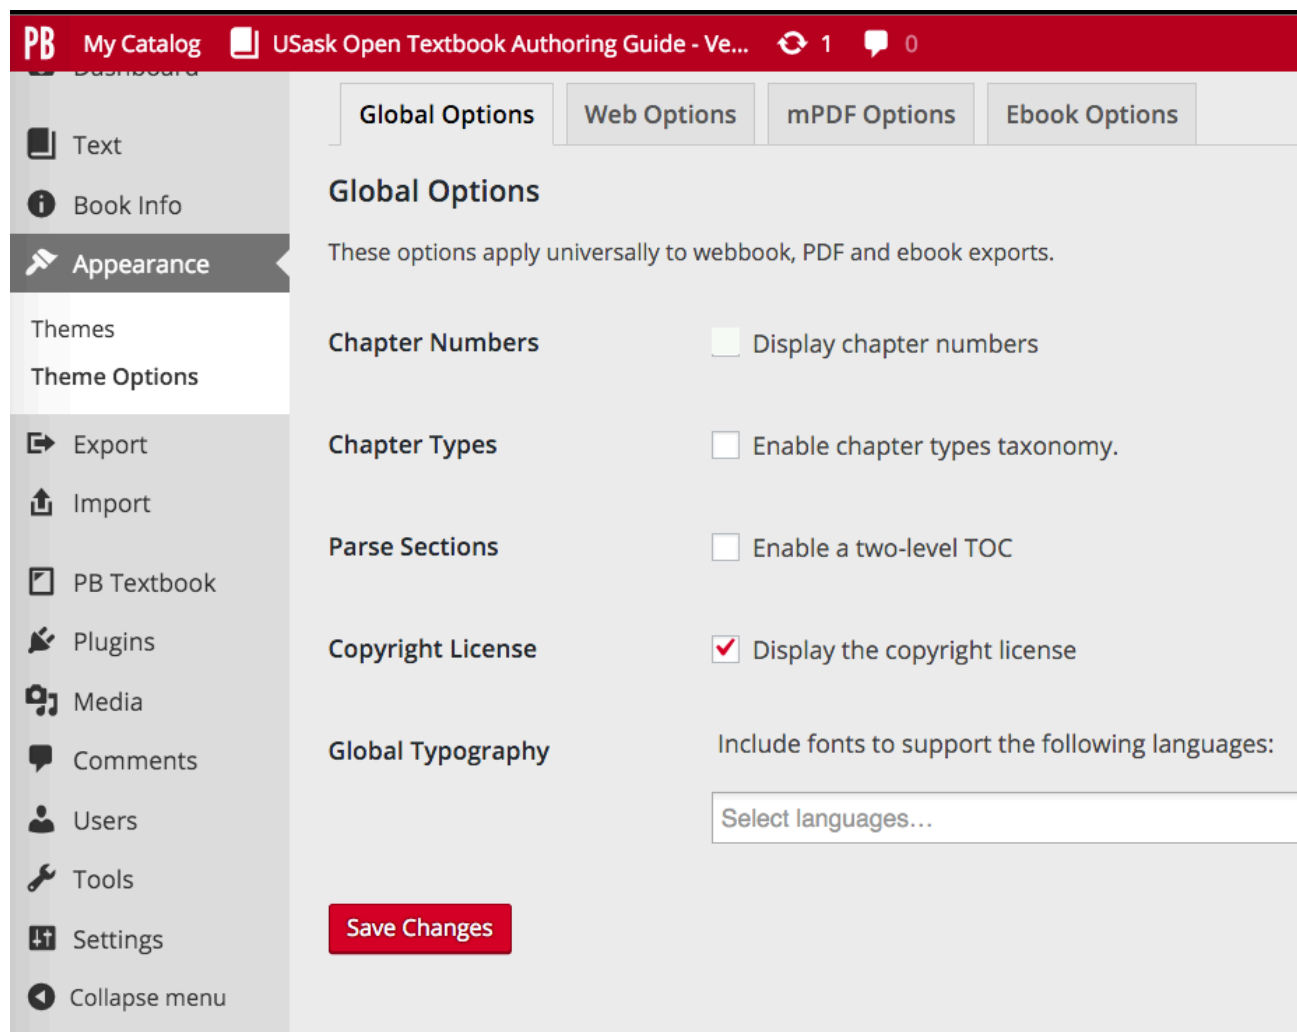 PB My Catalog USask Open Textbook Authoring Guide - Ve... 1 0
Dashboard
Text
Book Info
Appearance
Themes
Theme Options
Export
Import
PB Textbook
Plugins
Media
Comments
Users
Tools
Settings
Collapse menu
Global Options Web Options mPDF Options Ebook Options
Global Options
These options apply universally to webbook, PDF and ebook exports.
Chapter Numbers Display chapter numbers
Chapter Types Enable chapter types taxonomy.
Parse Sections Enable a two-level TOC
Copyright License Display the copyright license
Global Typography Include fonts to support the following languages:
Select languages...
Save Changes